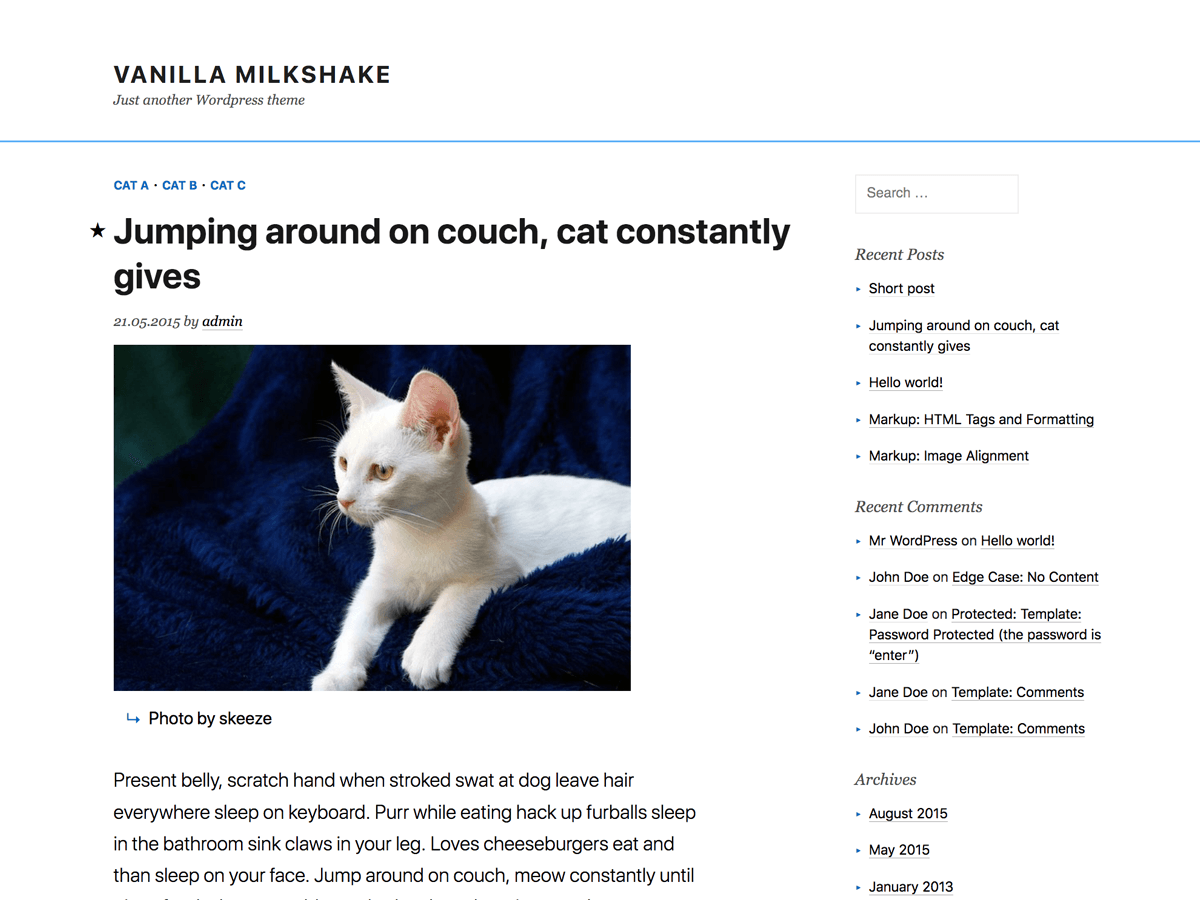 VANILLA MILKSHAKE
Just another Wordpress theme
CAT A · CAT B · CAT C
★ Jumping around on couch, cat constantly
gives
21.05.2015 by admin
Photo by skeeze
Present belly, scratch hand when stroked swat at dog leave hair
everywhere sleep on keyboard. Purr while eating hack up furballs sleep
in the bathroom sink claws in your leg. Loves cheeseburgers eat and
than sleep on your face. Jump around on couch, meow constantly until
Search …
Recent Posts
Short post
Jumping around on couch, cat
constantly gives
Hello world!
Markup: HTML Tags and Formatting
Markup: Image Alignment
Recent Comments
Mr WordPress on Hello world!
John Doe on Edge Case: No Content
Jane Doe on Protected: Template:
Password Protected (the password is
“enter”)
Jane Doe on Template: Comments
John Doe on Template: Comments
Archives
August 2015
May 2015
January 2013